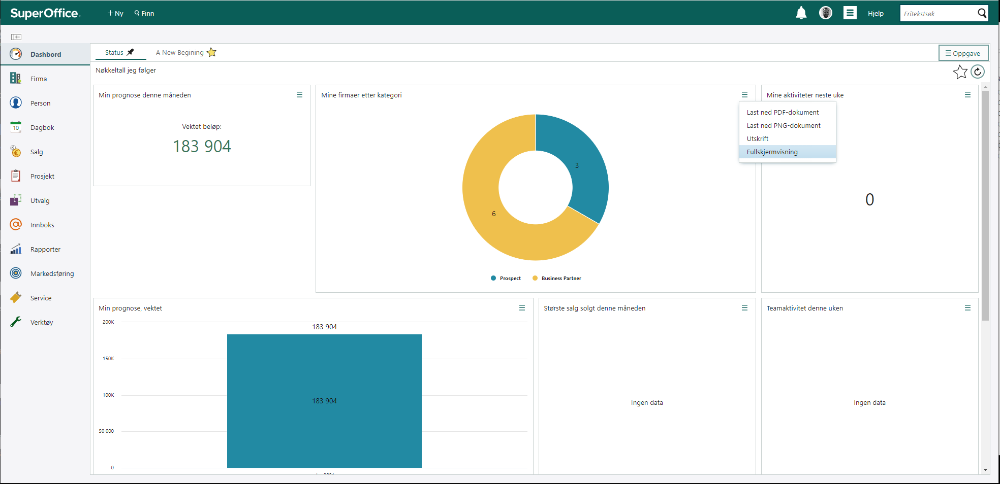 SuperOffice
Ny
Finn
Hjelp
Fritekstsøk
Dashbord
Firma
Person
10
Dagbok
Salg
Prosjekt
Utvalg
Innboks
Rapporter
Markedsføring
Service
Verktøy
Status
A New Begining
Oppgave
Nøkkeltall jeg følger
Min prognose denne måneden
Vektet beløp:
183 904
Mine firmaer etter kategori
3
6
Prospect
Business Partner
Mine aktiviteter neste uke
Last ned PDF-dokument
Last ned PNG-dokument
Utskrift
Fullskjermvisning
0
Min prognose, vektet
200K
150K
100K
50 000
0
183 904
183 904
Største salg solgt denne måneden
Ingen data
Teamaktivitet denne uken
Ingen data